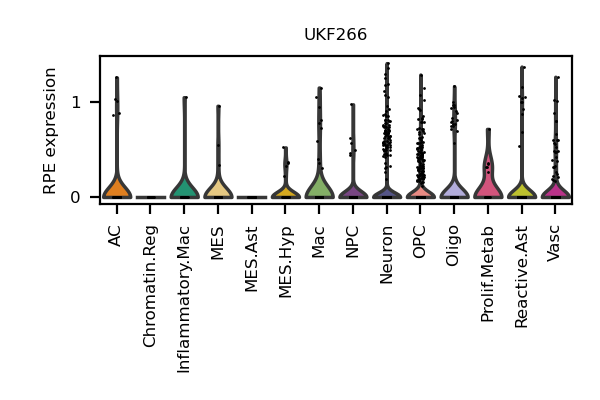 UKF266
RPE expression
1
0
AC
Chromatin.Reg
Inflammatory.Mac
MES
MES.Ast
MES.Hyp
Mac
NPC
Neuron
OPC
Oligo
Prolif.Metab
Reactive.Ast
Vasc